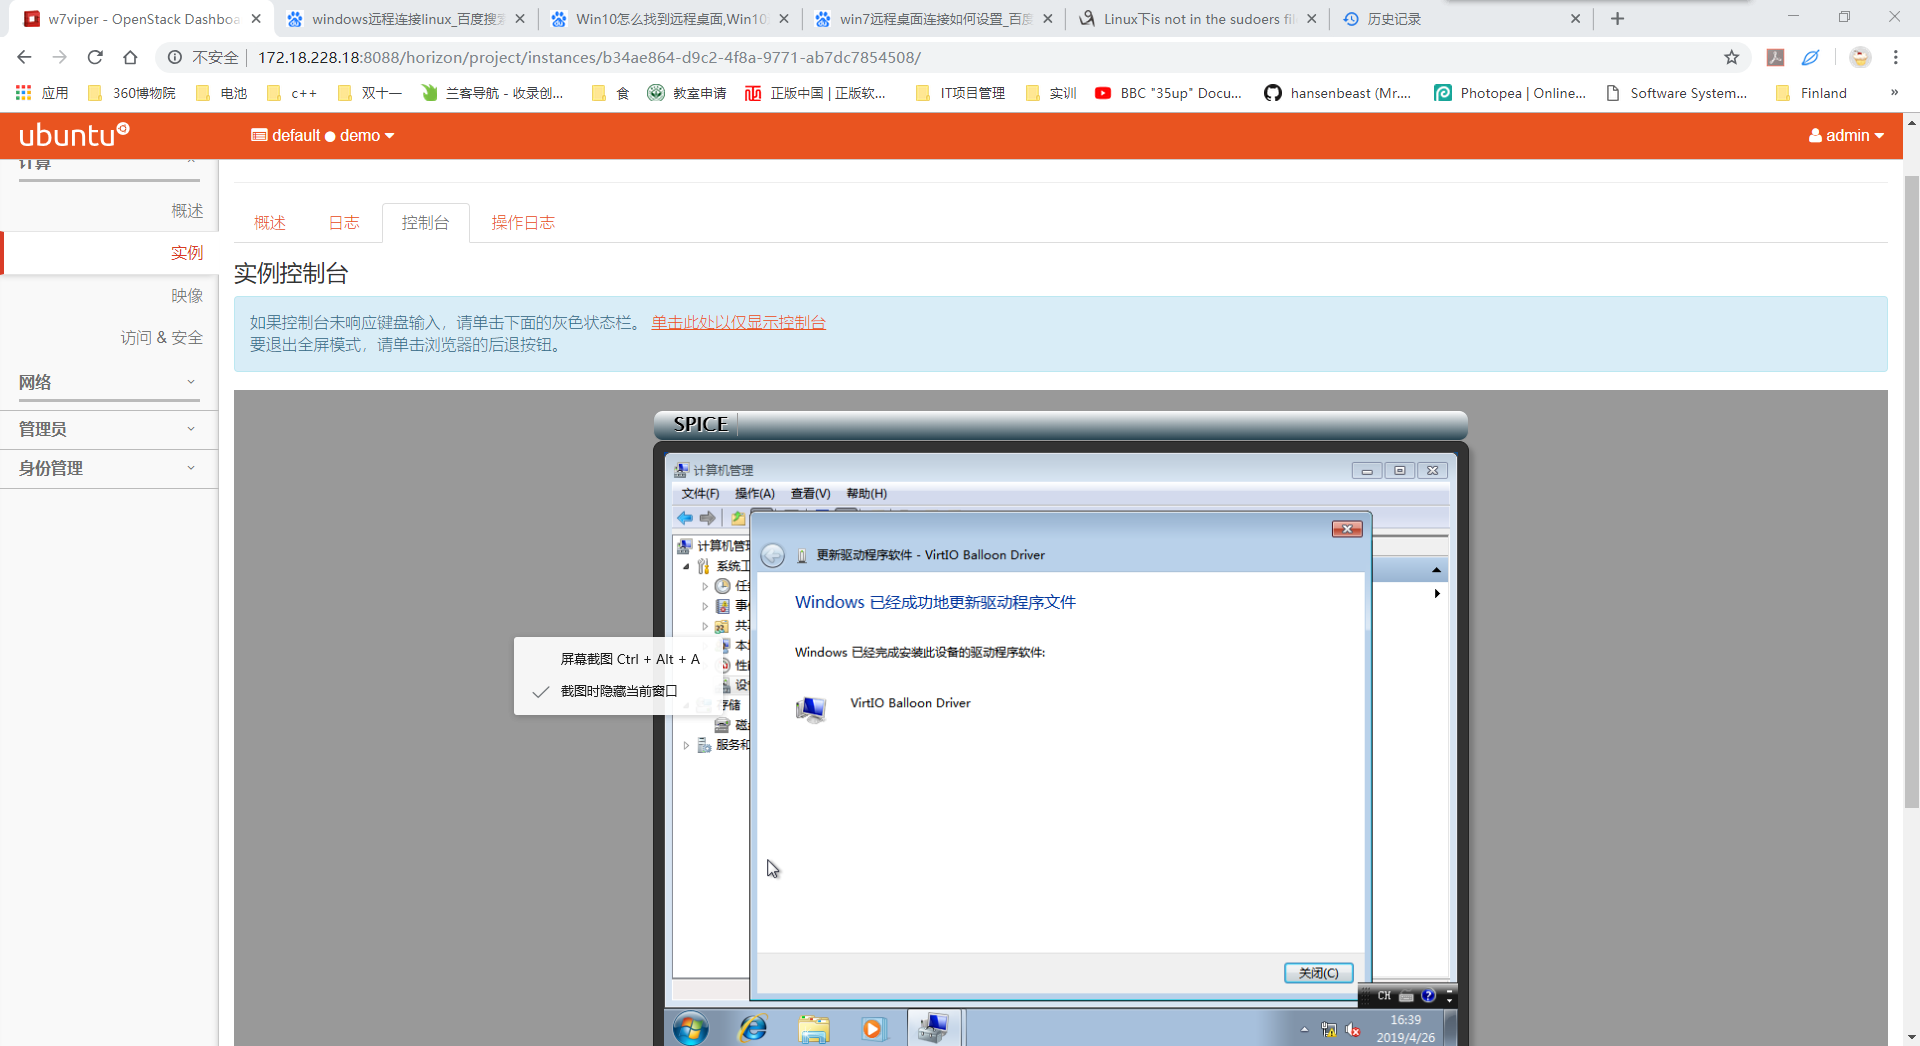 w7viper - OpenStack Dashboa
windows远程连接linux_百度搜索
Win10怎么找到远程桌面,Win10
win7远程桌面连接如何设置_百度
Linux下is not in the sudoers file
历史记录
不安全
172.18.228.18:8088/horizon/project/instances/b34ae864-d9c2-4f8a-9771-ab7dc7854508/
应用
360博物院
电池
c++
双十一
兰客导航 - 收录创...
食
教室申请
正版中国 | 正版软...
IT项目管理
实训
BBC "35up" Docu...
hansenbeast (Mr....
Photopea | Online...
Software System...
Finland
»
ubuntu
default ● demo
admin
计算
概述
实例
映像
访问 & 安全
网络
管理员
身份管理
概述
日志
控制台
操作日志
实例控制台
如果控制台未响应键盘输入，请单击下面的灰色状态栏。 单击此处以仅显示控制台
要退出全屏模式，请单击浏览器的后退按钮。
SPICE
计算机管理
文件(F)
操作(A)
查看(V)
帮助(H)
计算机管理
系统工
任
事
共
本
性
设
存储
磁
服务和
更新驱动程序软件 - VirtIO Balloon Driver
Windows 已经成功地更新驱动程序文件
Windows 已经完成安装此设备的驱动程序软件:
VirtIO Balloon Driver
关闭(C)
屏幕截图 Ctrl + Alt + A
截图时隐藏当前窗口
CH
16:39
2019/4/26